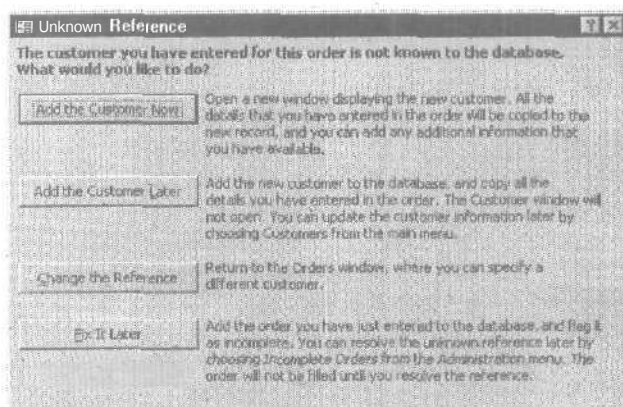 Unknown Reference
The customer you have entered for this order is not known to the database.
What would you like to do?
Add the Customer Now
Open a new window displaying the new customer. All the
details that you have entered in the order will be copied to the
new record, and you can add any additional information that
you have available.
Add the Customer Later
Add the new customer to the database, and copy all the
details you have entered in the order. The Customer window will
not open. You can update the customer information later by
choosing Customers from the main menu.
Change the Reference
Return to the Orders window, where you can specify a
different customer.
Fix It Later
Add the order you have just entered to the database, and flag it
as incomplete. You can resolve the unknown reference later by
choosing Incomplete Orders from the Administration menu. The
order will not be filled until you resolve the reference.